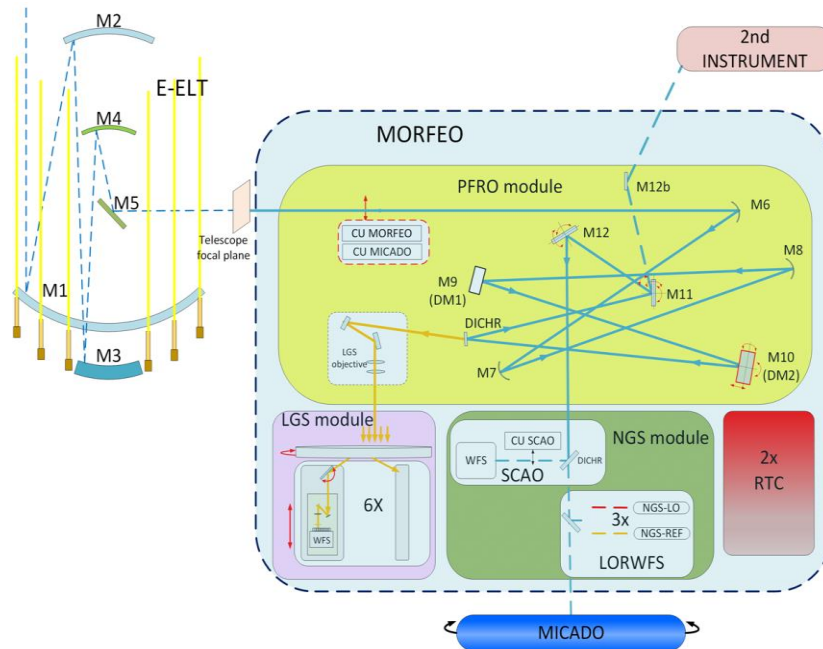 M2
2nd
INSTRUMENT
E-ELT
M4
MORFEO
PFRO module
M12b
M5
M6
Telescope
focal plane
CU MORFEO
CU MICADO
M12
M8
M9
(DM1)
M11
M1
DICHR
LGS
objective
M10
(DM2)
M7
M3
LGS module
NGS module
CU SCAO
WFS
DICHR
SCAO
2x
RTC
6X
WFS
3x
NGS-LO
NGS-REF
LORWFS
MICADO